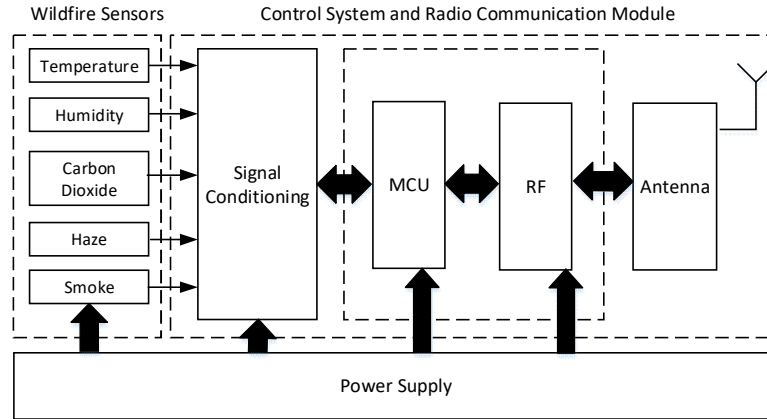 Wildfire Sensors
Control System and Radio Communication Module
Temperature
Humidity
Carbon
Dioxide
Haze
Smoke
Signal
Conditioning
MCU
RF
Antenna
Power Supply